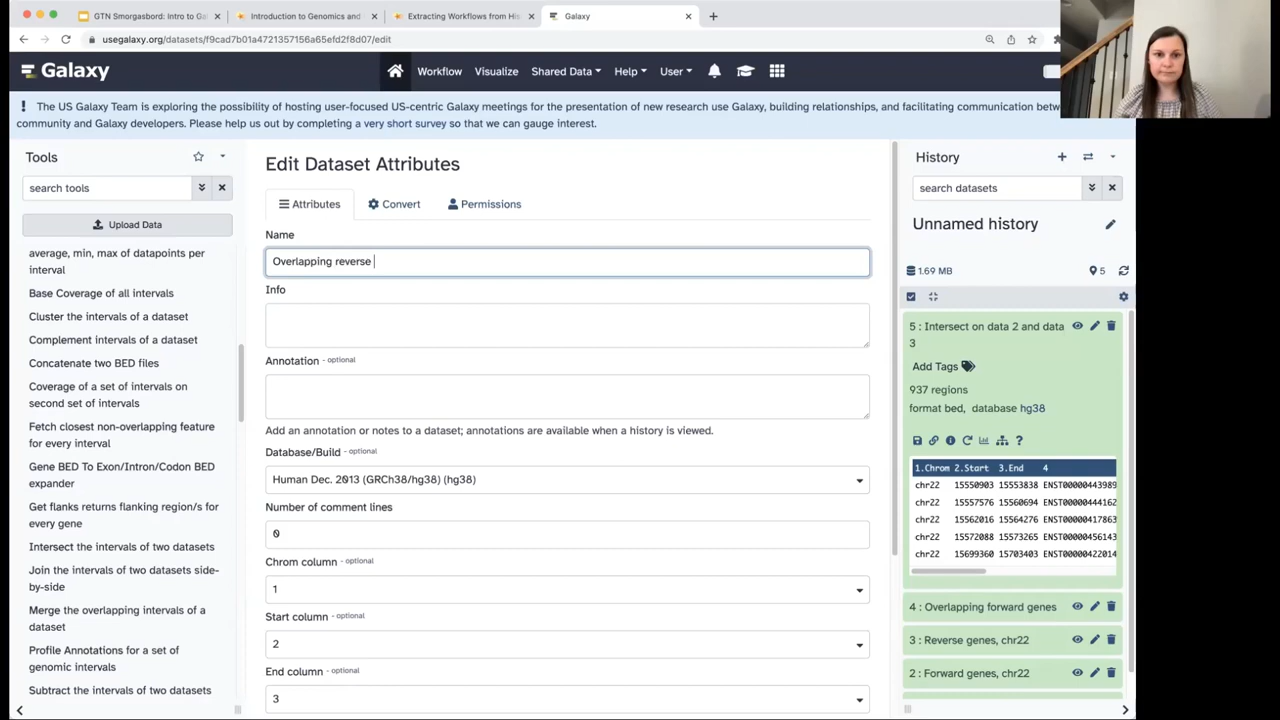 GTN Smorgasbord: Intro to Gal
Introduction to Genomics and
Extracting Workflows from His
Galaxy
usegalaxy.org/datasets/f9cad7b01a4721357156a65efd2f8d07/edit
Galaxy
Workflow
Visualize
Shared Data
Help
User
The US Galaxy Team is exploring the possibility of hosting user-focused US-centric Galaxy meetings for the presentation of new research use Galaxy, building relationships, and facilitating communication betw
community and Galaxy developers. Please help us out by completing a very short survey so that we can gauge interest.
Tools
search tools
Upload Data
average, min, max of datapoints per
interval
Base Coverage of all intervals
Cluster the intervals of a dataset
Complement intervals of a dataset
Concatenate two BED files
Coverage of a set of intervals on
second set of intervals
Fetch closest non-overlapping feature
for every interval
Gene BED To Exon/Intron/Codon BED
expander
Get flanks returns flanking region/s for
every gene
Intersect the intervals of two datasets
Join the intervals of two datasets side-
by-side
Merge the overlapping intervals of a
dataset
Profile Annotations for a set of
genomic intervals
Subtract the intervals of two datasets
Edit Dataset Attributes
Attributes
Convert
Permissions
Name
Overlapping reverse
Info
Annotation - optional
Add an annotation or notes to a dataset; annotations are available when a history is viewed.
Database/Build - optional
Human Dec. 2013 (GRCh38/hg38) (hg38)
Number of comment lines
0
Chrom column - optional
1
Start column - optional
2
End column - optional
3
History
search datasets
Unnamed history
1.69 MB
5
5 : Intersect on data 2 and data
3
Add Tags
937 regions
format bed, database hg38
1.Chrom 2.Start 3.End 4
chr22 15550903 15553838 ENST00000443989
chr22 15557576 15560694 ENST00000444162
chr22 15562016 15564276 ENST00000417863
chr22 15572088 15573265 ENST00000456143
chr22 15699360 15703403 ENST00000422014
4 : Overlapping forward genes
3 : Reverse genes, chr22
2 : Forward genes, chr22